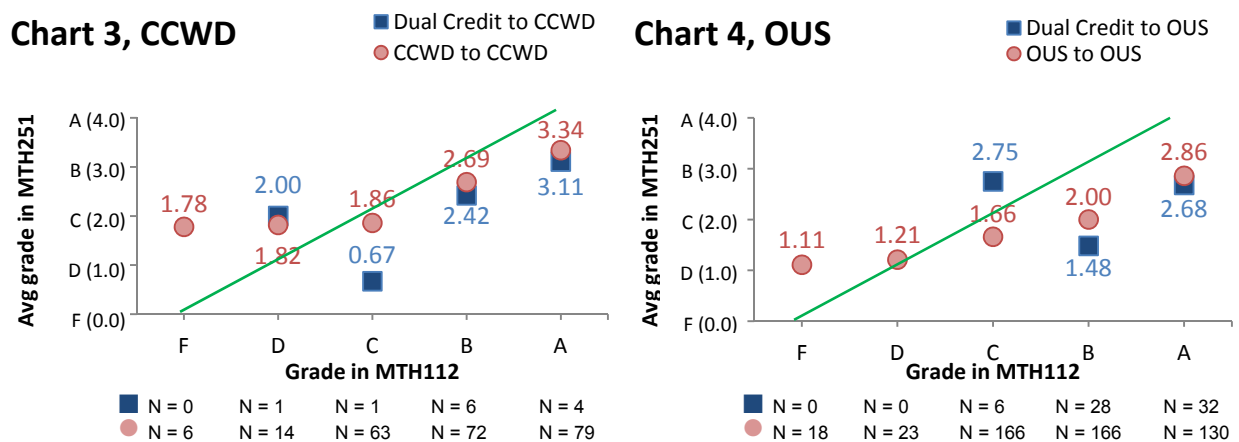 Chart 3, CCWD
Dual Credit to CCWD
CCWD to CCWD
Avg grade in MTH251
A (4.0)
B (3.0)
C (2.0)
D (1.0)
F (0.0)
1.78
2.00
1.82
1.86
0.67
2.69
2.42
3.34
3.11
F D C B A
Grade in MTH112
N = 0 N = 1 N = 1 N = 6 N = 4
N = 6 N = 14 N = 63 N = 72 N = 79
Chart 4, OUS
Dual Credit to OUS
OUS to OUS
Avg grade in MTH251
A (4.0)
B (3.0)
C (2.0)
D (1.0)
F (0.0)
1.11
1.21
2.75
1.66
2.00
1.48
2.86
2.68
F D C B A
Grade in MTH112
N = 0 N = 0 N = 6 N = 28 N = 32
N = 18 N = 23 N = 166 N = 166 N = 130